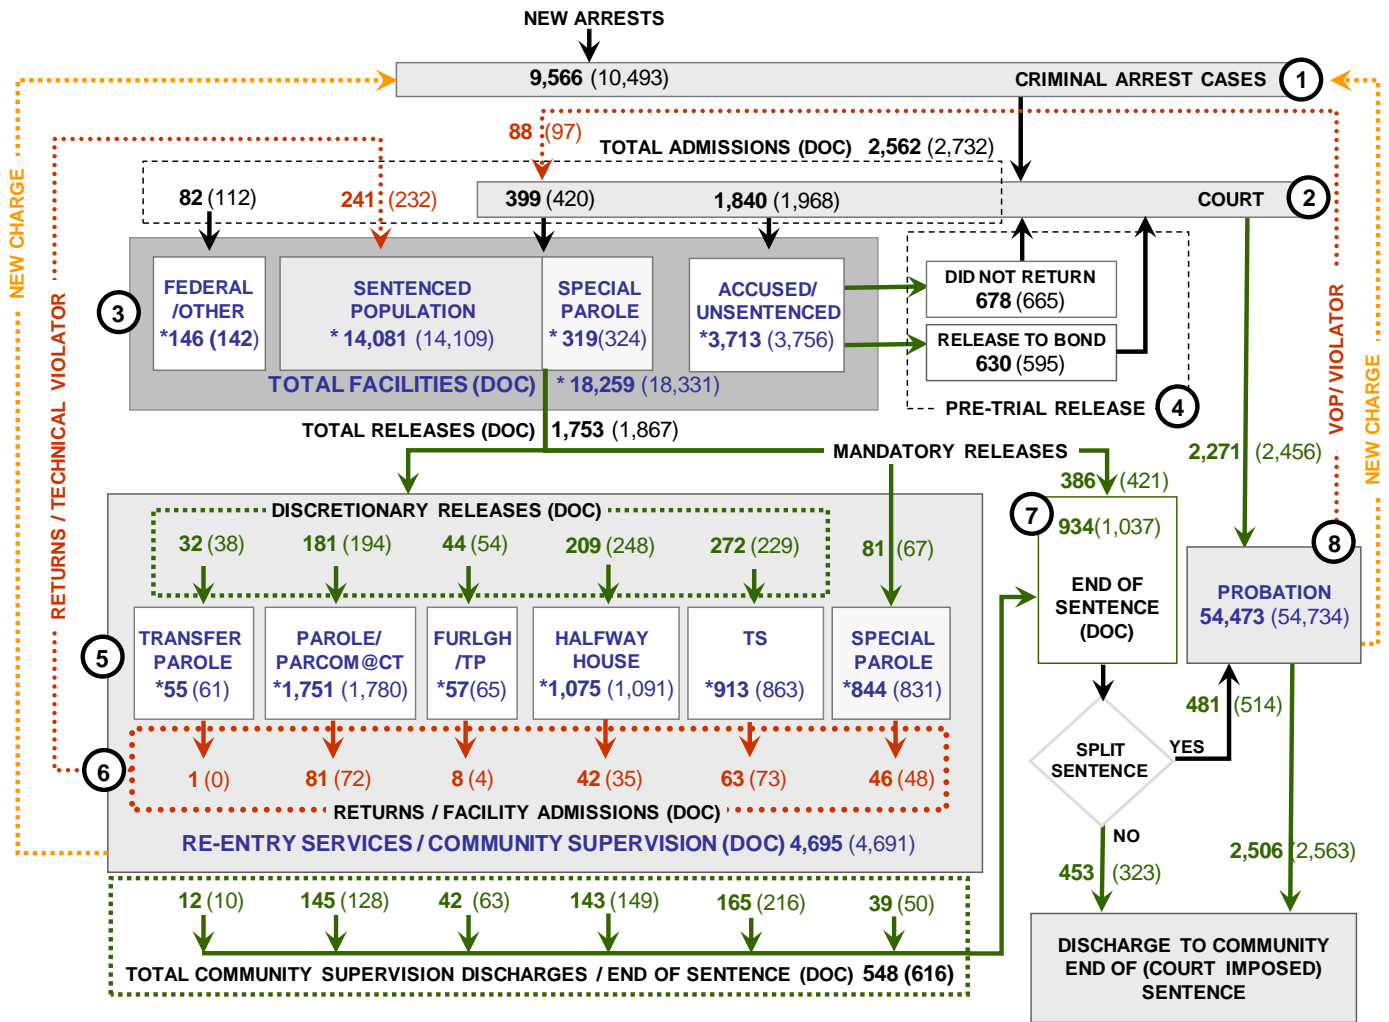 NEW ARRESTS
9,566 (10,493)
CRIMINAL ARREST CASES
1
88 (97)
TOTAL ADMISSIONS (DOC) 2,562 (2,732)
82 (112)
241 (232)
399 (420)
1,840 (1,968)
COURT
2
NEW CHARGE
RETURNS / TECHNICAL VIOLATOR
3
FEDERAL
/OTHER
*146 (142)
SENTENCED
POPULATION
* 14,081 (14,109)
SPECIAL
PAROLE
* 319(324)
ACCUSED/
UNSENTENCED
*3,713 (3,756)
TOTAL FACILITIES (DOC) * 18,259 (18,331)
DID NOT RETURN
678 (665)
RELEASE TO BOND
630 (595)
PRE-TRIAL RELEASE
4
VOP/ VIOLATOR
NEW CHARGE
TOTAL RELEASES (DOC) 1,753 (1,867)
MANDATORY RELEASES
2,271 (2,456)
386 (421)
DISCRETIONARY RELEASES (DOC)
32 (38)
181 (194)
44 (54)
209 (248)
272 (229)
81 (67)
7
934(1,037)
END OF
SENTENCE
(DOC)
8
PROBATION
54,473 (54,734)
5
TRANSFER
PAROLE
*55 (61)
PAROLE/
PARCOM@CT
*1,751 (1,780)
FURLGH
/TP
*57(65)
HALFWAY
HOUSE
*1,075 (1,091)
TS
*913 (863)
SPECIAL
PAROLE
*844 (831)
481 (514)
SPLIT
SENTENCE
YES
NO
6
1 (0)
81 (72)
8 (4)
42 (35)
63 (73)
46 (48)
RETURNS / FACILITY ADMISSIONS (DOC)
RE-ENTRY SERVICES / COMMUNITY SUPERVISION (DOC) 4,695 (4,691)
453 (323)
2,506 (2,563)
12 (10)
145 (128)
42 (63)
143 (149)
165 (216)
39 (50)
TOTAL COMMUNITY SUPERVISION DISCHARGES / END OF SENTENCE (DOC) 548 (616)
DISCHARGE TO COMMUNITY
END OF (COURT IMPOSED)
SENTENCE